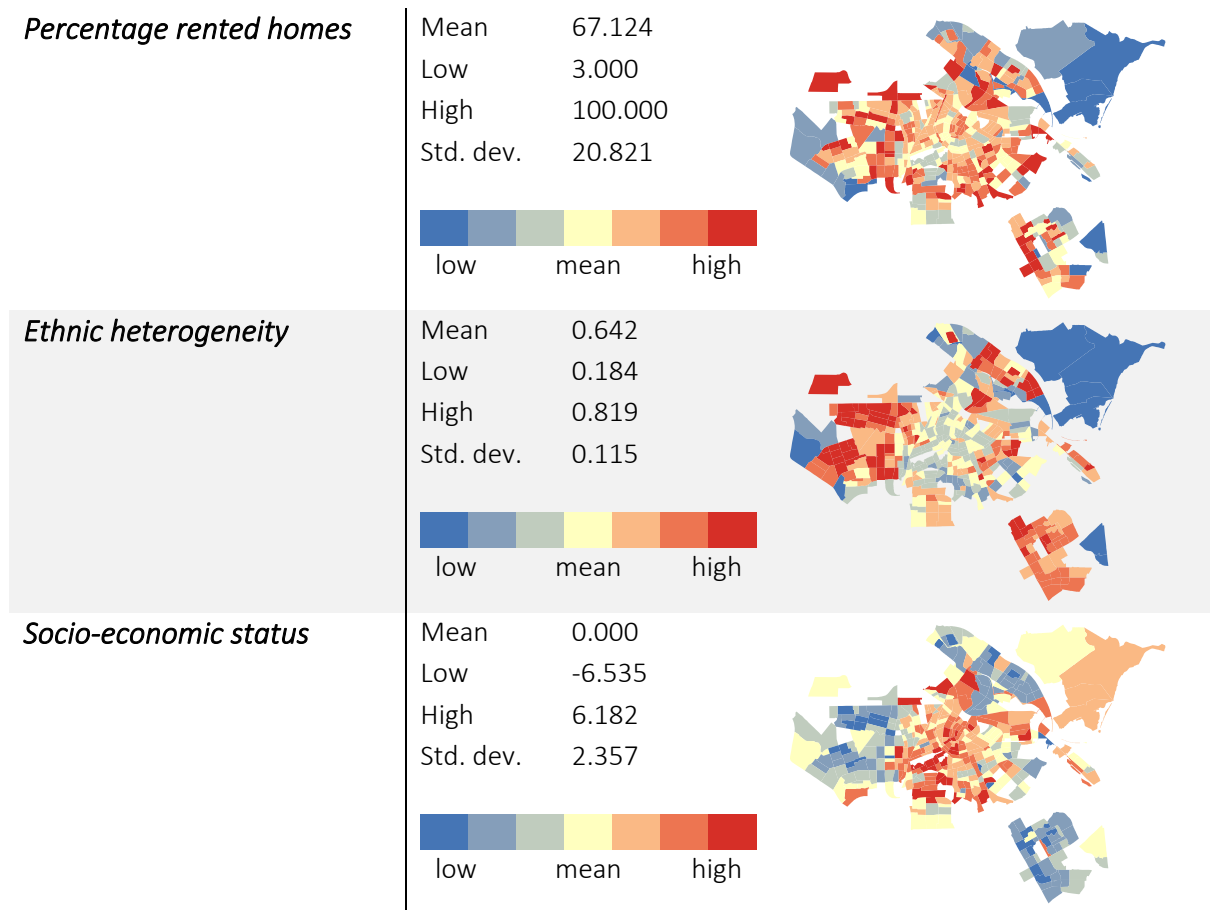 Percentage rented homes
Mean 67.124
Low 3.000
High 100.000
Std. dev. 20.821
low mean high
Ethnic heterogeneity
Mean 0.642
Low 0.184
High 0.819
Std. dev. 0.115
low mean high
Socio-economic status
Mean 0.000
Low -6.535
High 6.182
Std. dev. 2.357
low mean high